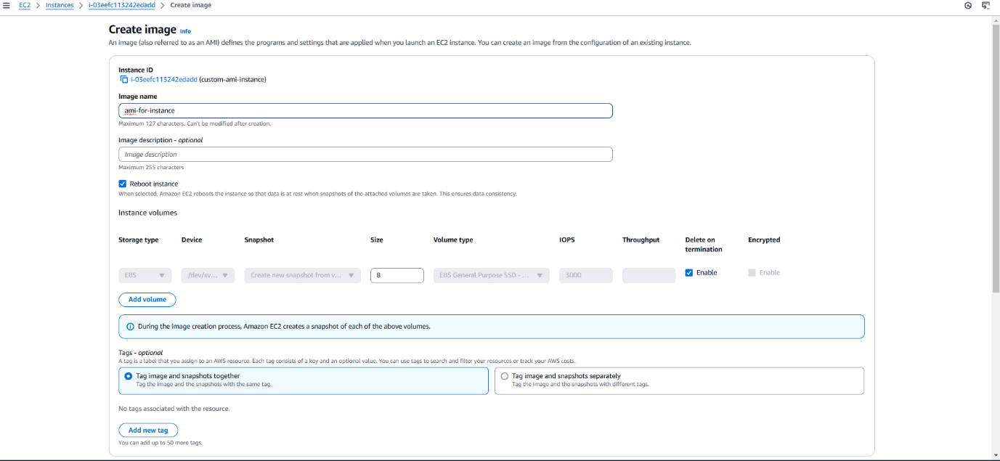 EC2 > Instances > i-03eefc113242edadd > Create image
Create image Info
An image (also referred to as an AMI) defines the programs and settings that are applied when you launch an EC2 instance. You can create an image from the configuration of an existing instance.
Instance ID
i-03eefc113242edadd (custom-ami-instance)
Image name
ami-for-instance
Maximum 127 characters. Can't be modified after creation.
Image description - optional
Image description
Maximum 255 characters
Reboot instance
When selected, Amazon EC2 reboots the instance so that data is at rest when snapshots of the attached volumes are taken. This ensures data consistency.
Instance volumes
Storage type Device Snapshot Size Volume type IOPS Throughput Delete on termination Encrypted
EBS /dev/xv... Create new snapshot from v... 8 EBS General Purpose SSD - ... 3000 Enable Enable
Add volume
During the image creation process, Amazon EC2 creates a snapshot of each of the above volumes.
Tags - optional
A tag is a label that you assign to an AWS resource. Each tag consists of a key and an optional value. You can use tags to search and filter your resources or track your AWS costs.
Tag image and snapshots together Tag image and snapshots separately
Tag the image and the snapshots with the same tag. Tag the image and the snapshots with different tags.
No tags associated with the resource.
Add new tag
You can add up to 50 more tags.